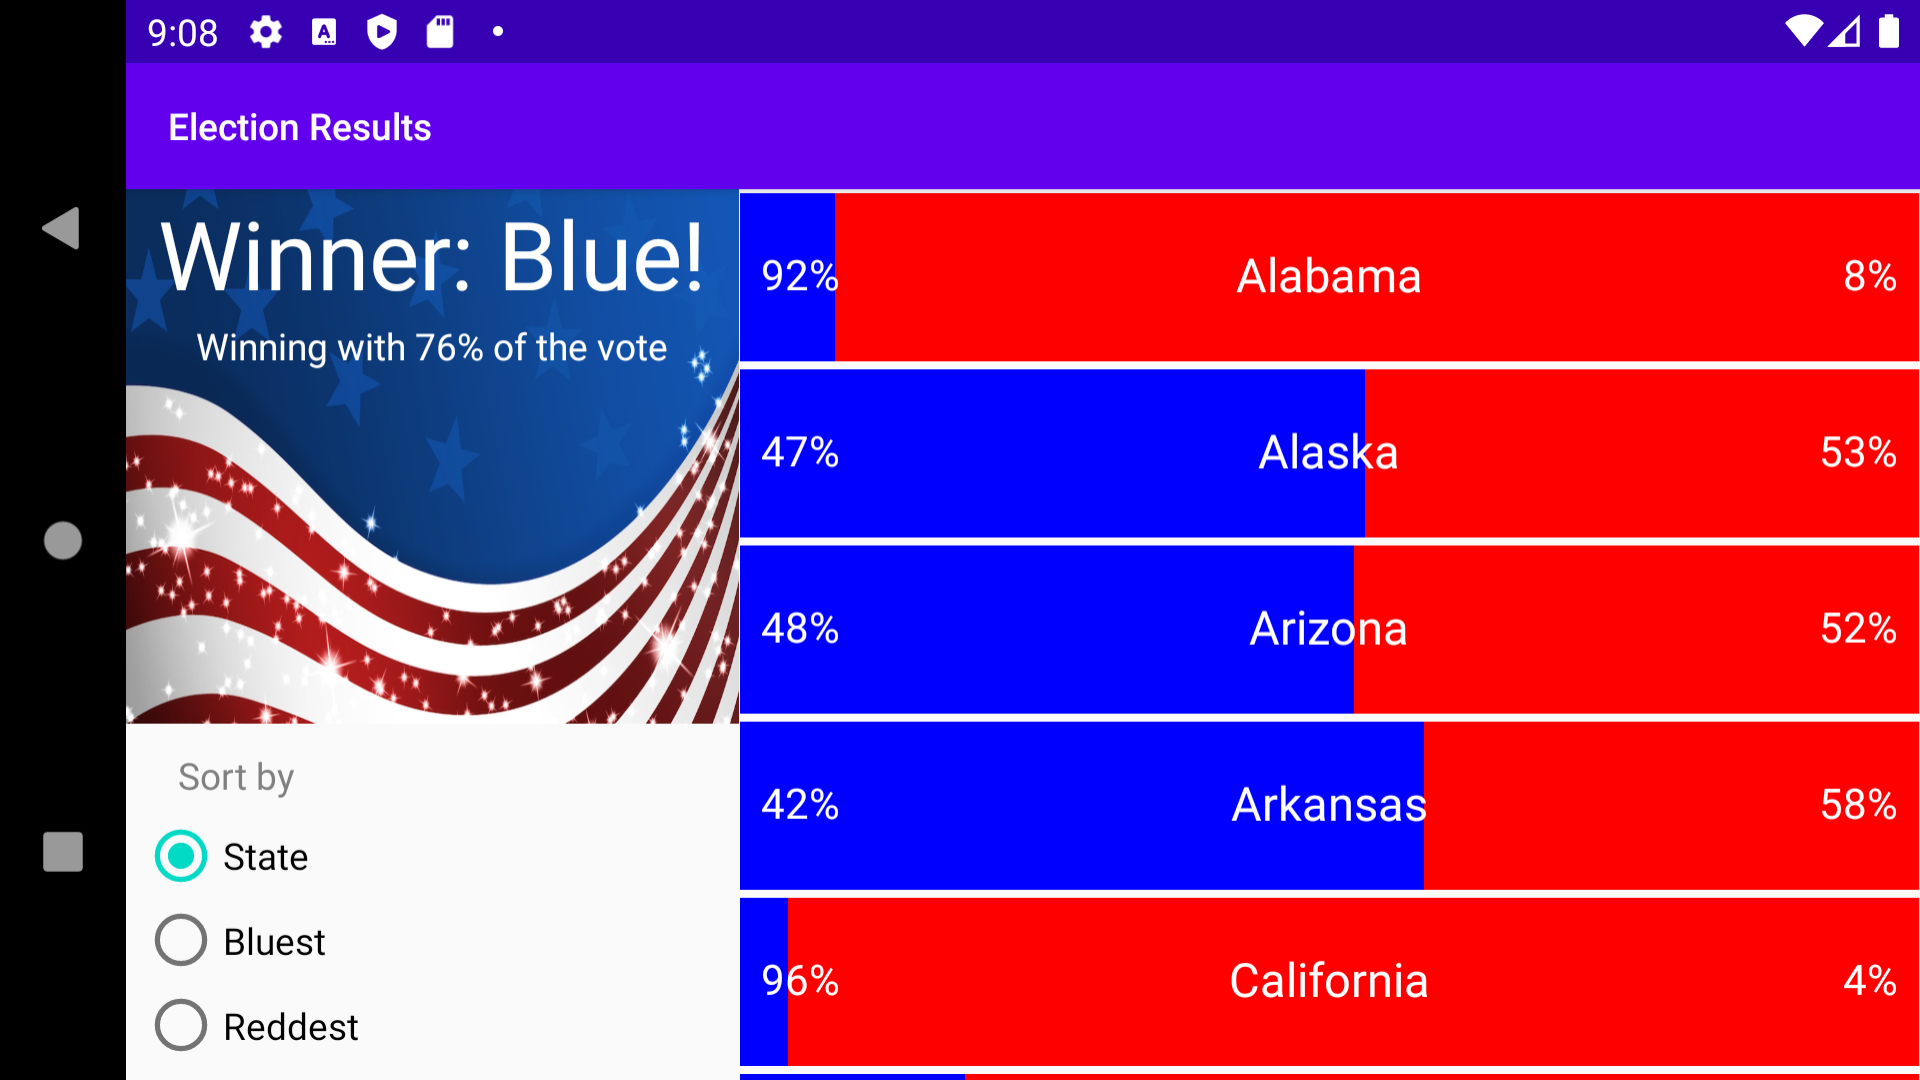 9:08
Election Results
Winner: Blue!
Winning with 76% of the vote
Sort by
State
Bluest
Reddest
92% Alabama 8%
47% Alaska 53%
48% Arizona 52%
42% Arkansas 58%
96% California 4%